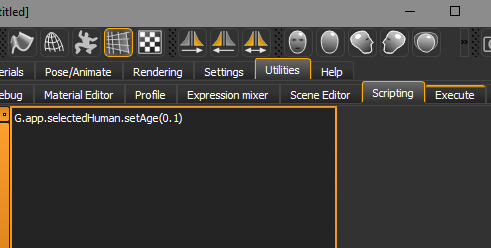 titled]
erials Pose/Animate Rendering Settings Utilities Help
ebug Material Editor Profile Expression mixer Scene Editor Scripting Execute
G.app.selectedHuman.setAge(0.1)